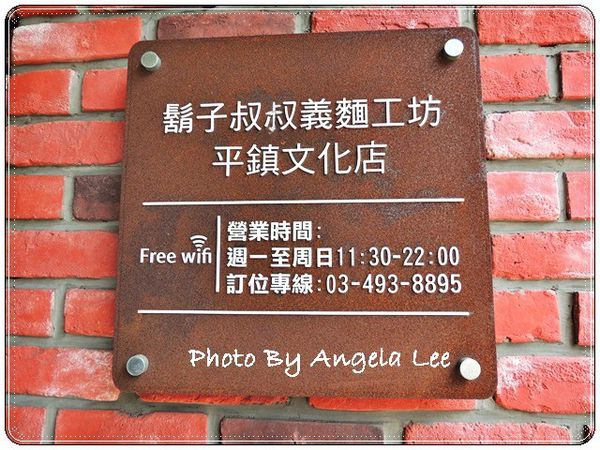 鬍子叔叔義麵工坊
平鎮文化店
Free wifi
營業時間:
週一至周日11:30-22:00
訂位專線:03-493-8895
Photo By Angela Lee